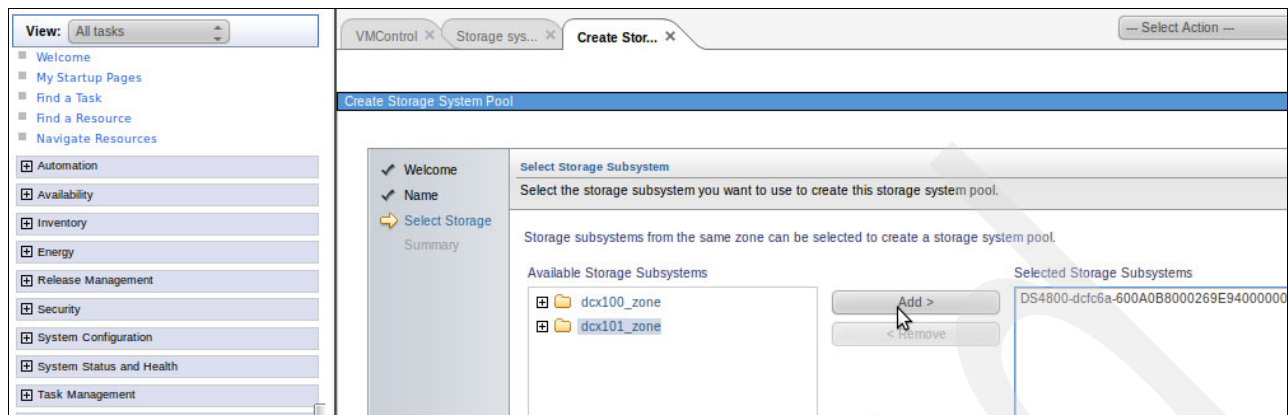 View: All tasks
Welcome
My Startup Pages
Find a Task
Find a Resource
Navigate Resources
Automation
Availability
Inventory
Energy
Release Management
Security
System Configuration
System Status and Health
Task Management
VMControl
Storage sys...
Create Stor...
--- Select Action ---
Create Storage System Pool
Welcome
Name
Select Storage
Summary
Select Storage Subsystem
Select the storage subsystem you want to use to create this storage system pool.
Storage subsystems from the same zone can be selected to create a storage system pool.
Available Storage Subsystems
dcx100_zone
dcx101_zone
Add >
< Remove
Selected Storage Subsystems
DS4800-dcfc6a-600A0B8000269E94000000